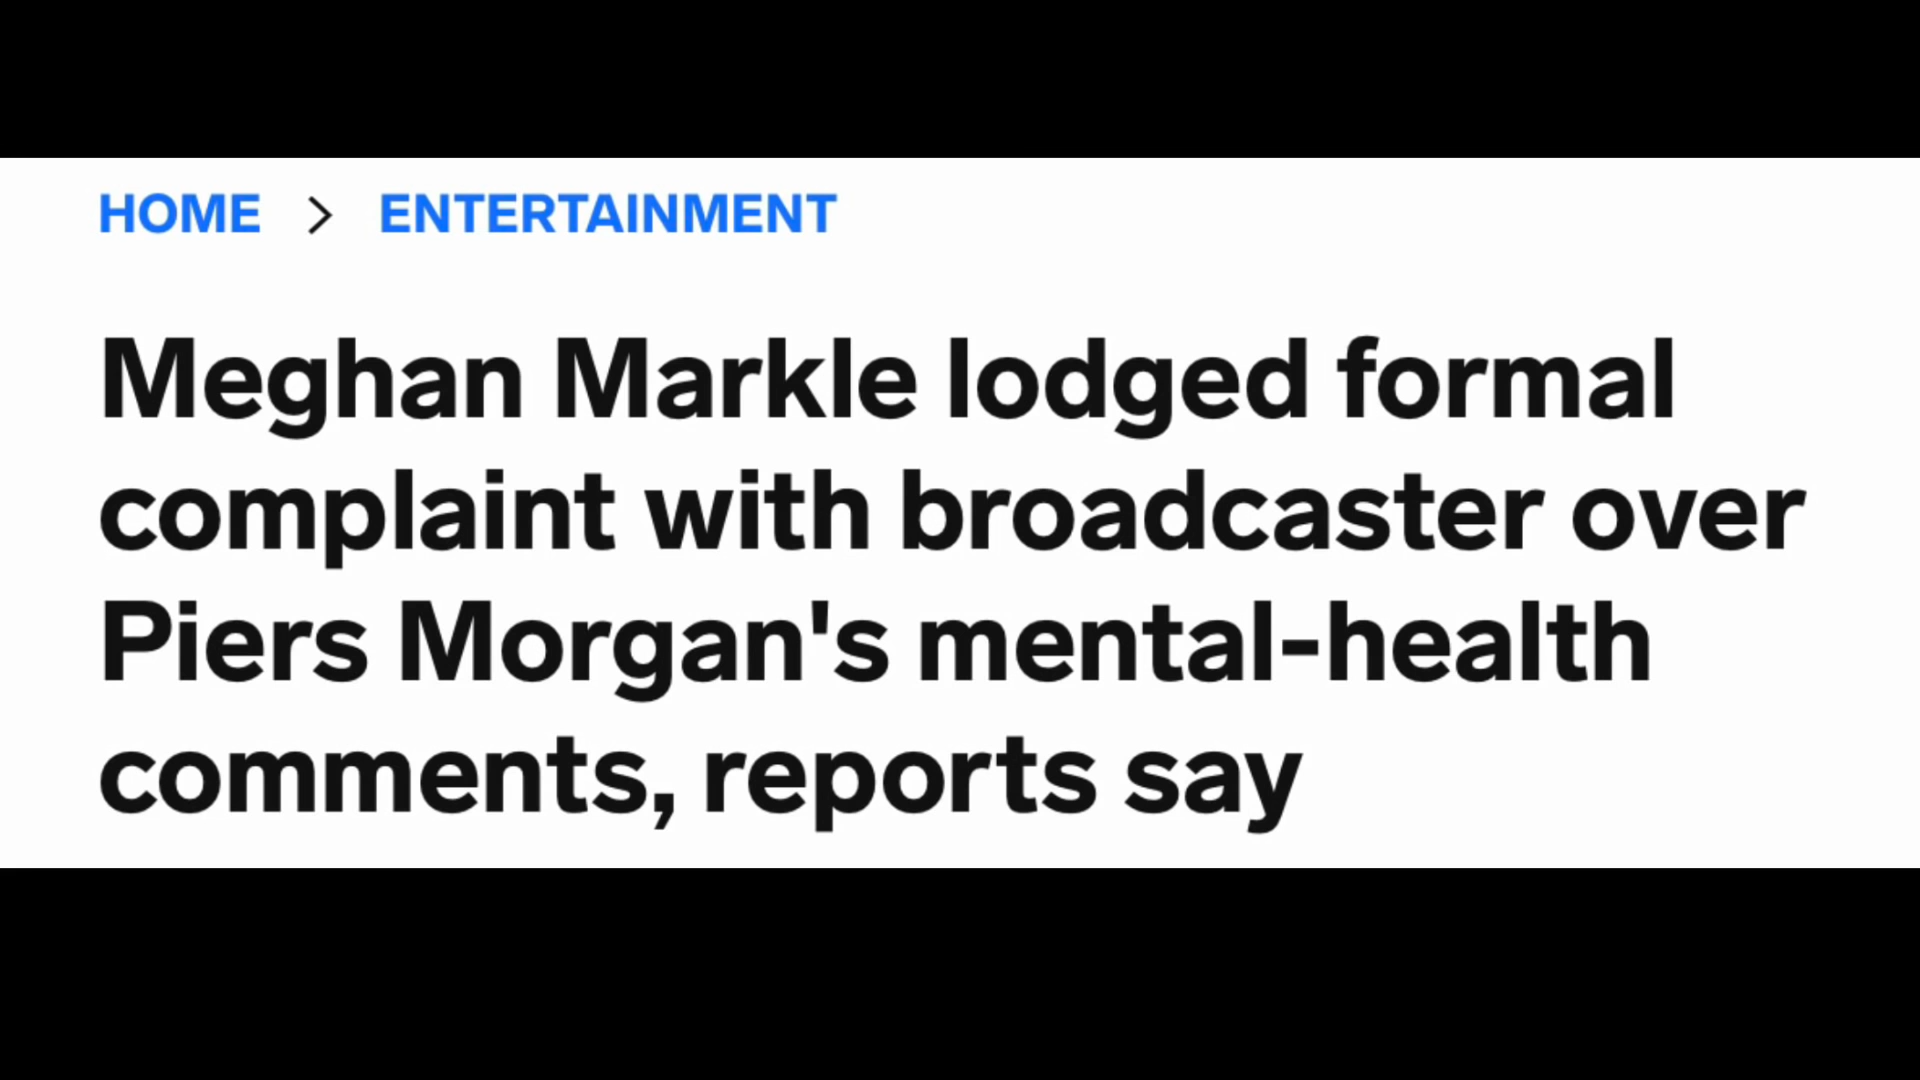 HOME > ENTERTAINMENT
Meghan Markle lodged formal
complaint with broadcaster over
Piers Morgan's mental-health
comments, reports say